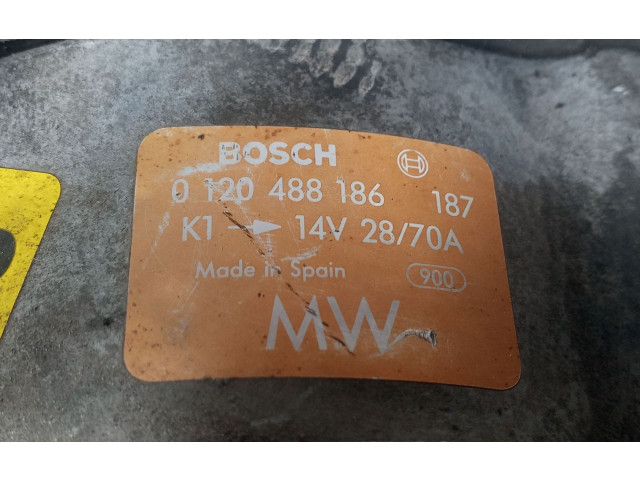 BOSCH
0 120 488 186 187
K1 → 14V 28/70A
Made in Spain 900
MW